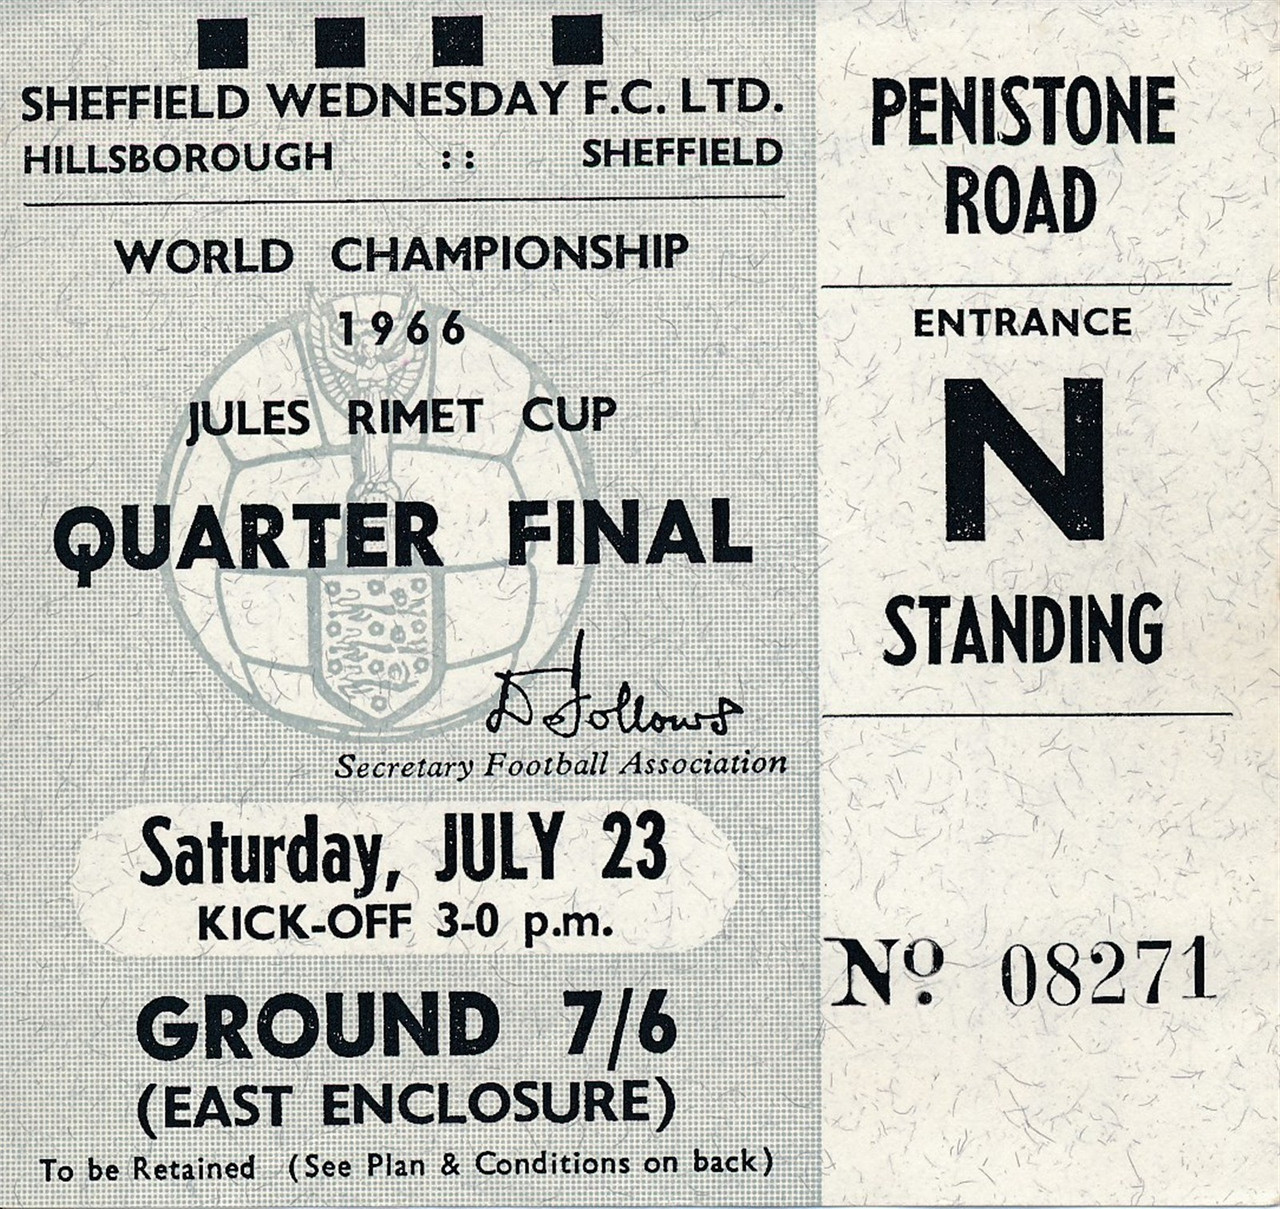 SHEFFIELD WEDNESDAY F.C. LTD.
HILLSBOROUGH :: SHEFFIELD
WORLD CHAMPIONSHIP
1966
JULES RIMET CUP
QUARTER FINAL
D Follows
Secretary Football Association
Saturday, JULY 23
KICK-OFF 3-0 p.m.
GROUND 7/6
(EAST ENCLOSURE)
To be Retained (See Plan & Conditions on back)
PENISTONE
ROAD
ENTRANCE
N
STANDING
No. 08271